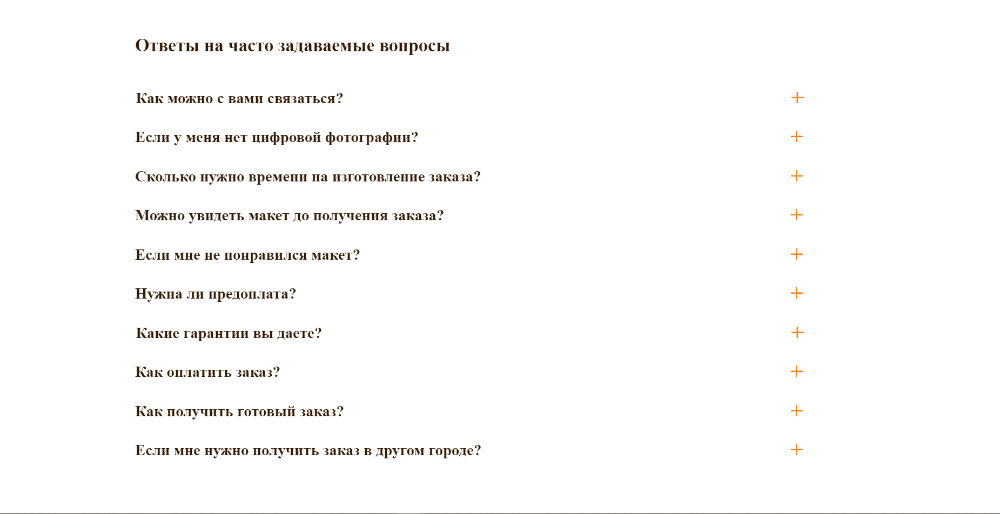 Ответы на часто задаваемые вопросы
Как можно с вами связаться?
Если у меня нет цифровой фотографии?
Сколько нужно времени на изготовление заказа?
Можно увидеть макет до получения заказа?
Если мне не понравился макет?
Нужна ли предоплата?
Какие гарантии вы даете?
Как оплатить заказ?
Как получить готовый заказ?
Если мне нужно получить заказ в другом городе?